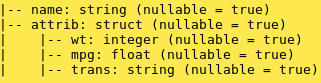 |-- name: string (nullable = true)
|-- attrib: struct (nullable = true)
|    |-- wt: integer (nullable = true)
|    |-- mpg: float (nullable = true)
|    |-- trans: string (nullable = true)